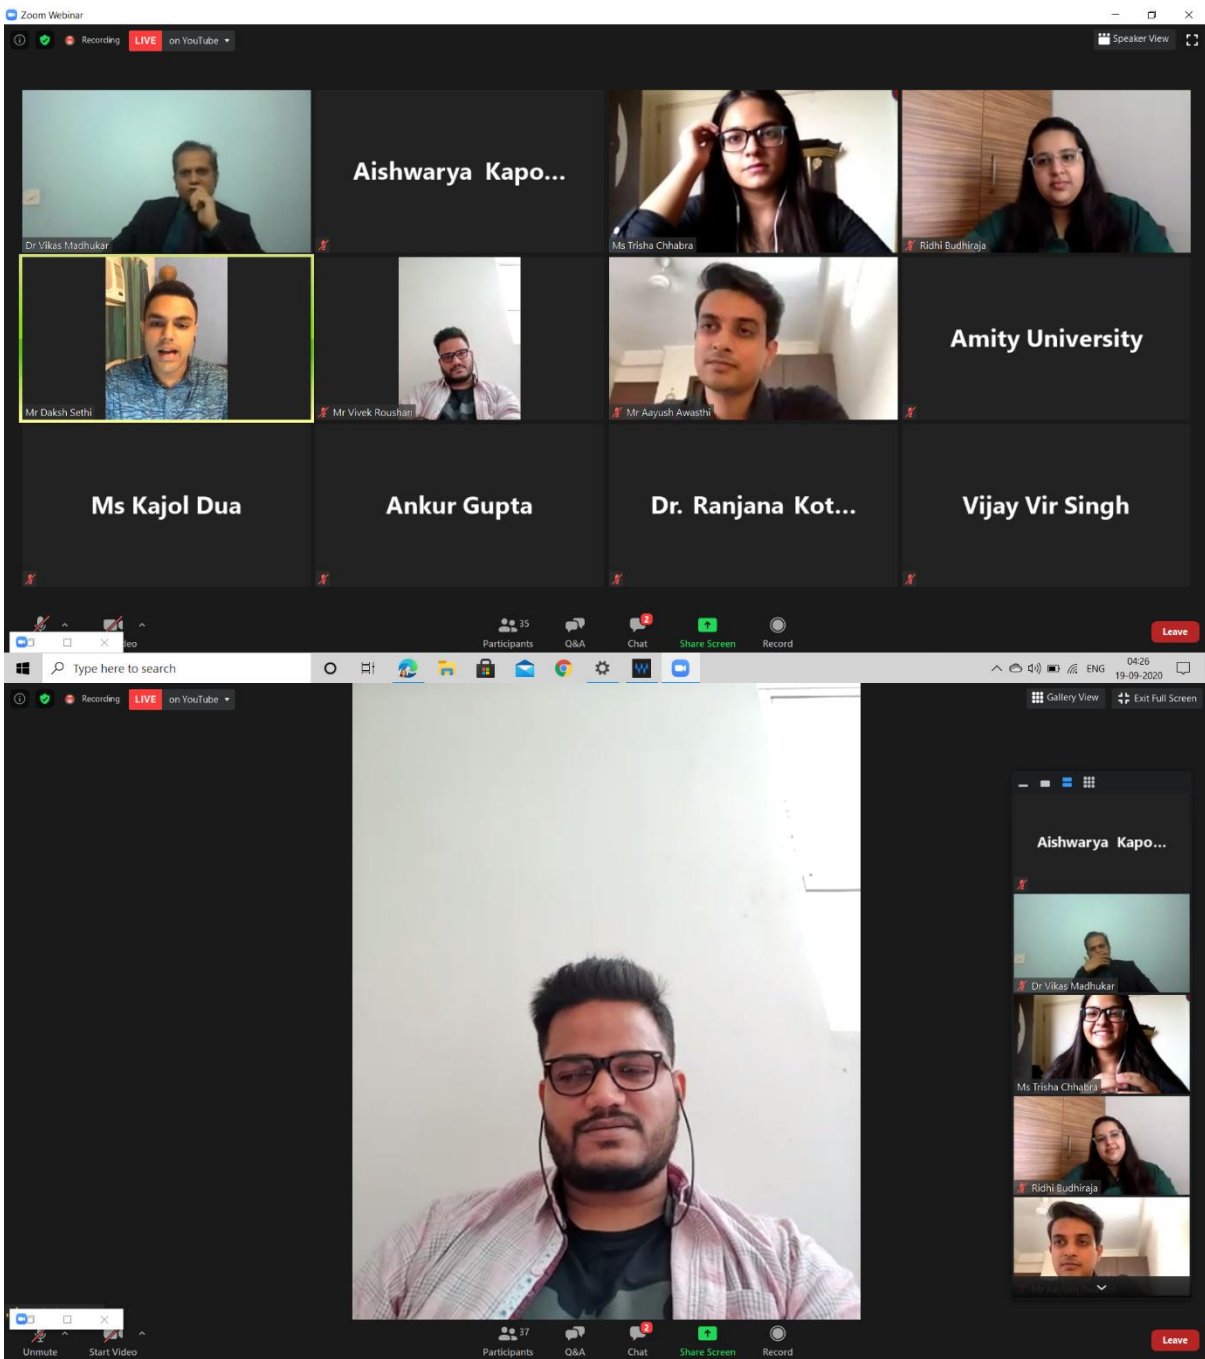 Zoom Webinar
Recording LIVE on YouTube
Speaker View
Dr Vikas Madhukar
Aishwarya Kapo...
Ms Trisha Chhabra
Ridhi Budhiraja
Mr Daksh Sethi
Mr Vivek Roushan
Mr Aayush Awasthi
Amity University
Ms Kajol Dua
Ankur Gupta
Dr. Ranjana Kot...
Vijay Vir Singh
deo
Participants 35
Q&A
Chat 2
Share Screen
Record
Leave
Type here to search
ENG
04:26
19-09-2020
Recording LIVE on YouTube
Gallery View
Exit Full Screen
Aishwarya Kapo...
Dr Vikas Madhukar
Ms Trisha Chhabra
Ridhi Budhiraja
Unmute
Start Video
Participants 37
Q&A
Chat 2
Share Screen
Record
Leave